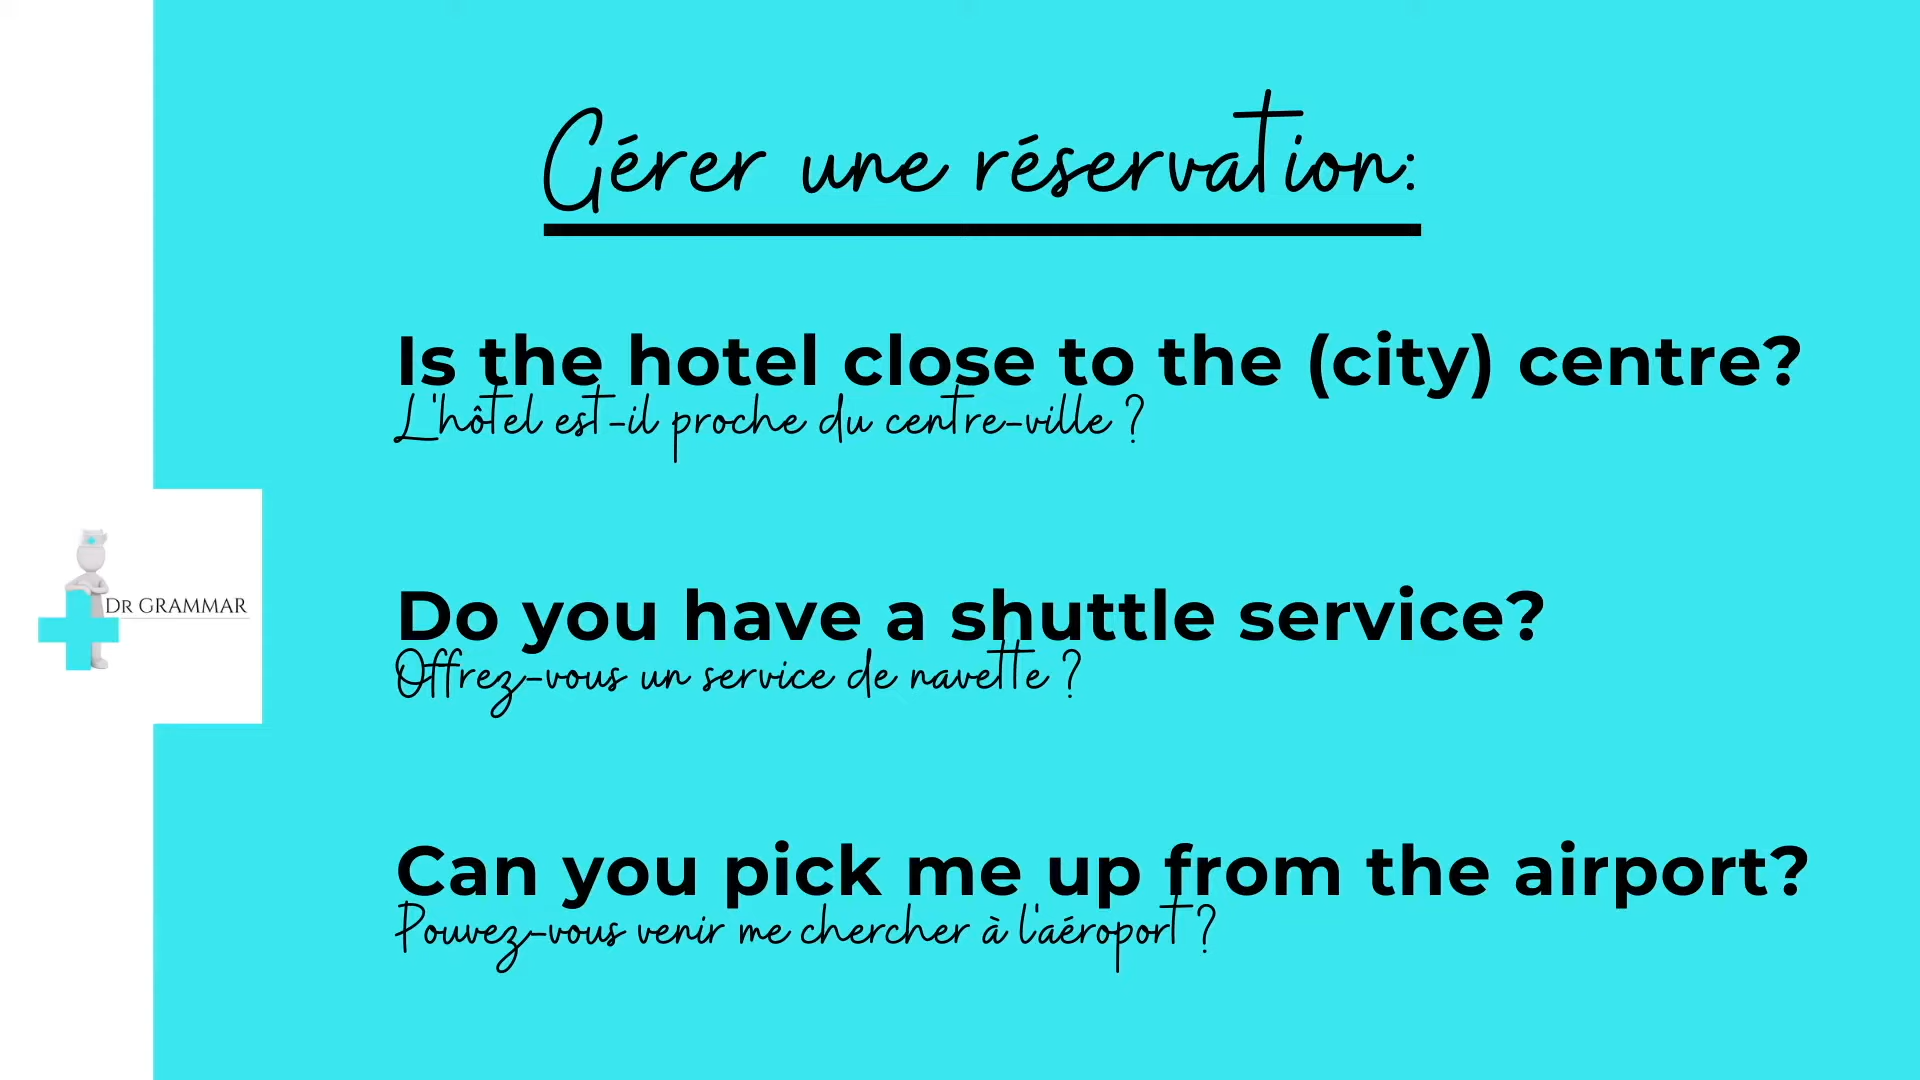 Gérer une réservation:
Is the hotel close to the (city) centre?
L'hôtel est-il proche du centre-ville ?
Do you have a shuttle service?
Offrez-vous un service de navette ?
DR GRAMMAR
Can you pick me up from the airport?
Pouvez-vous venir me chercher à l'aéroport ?